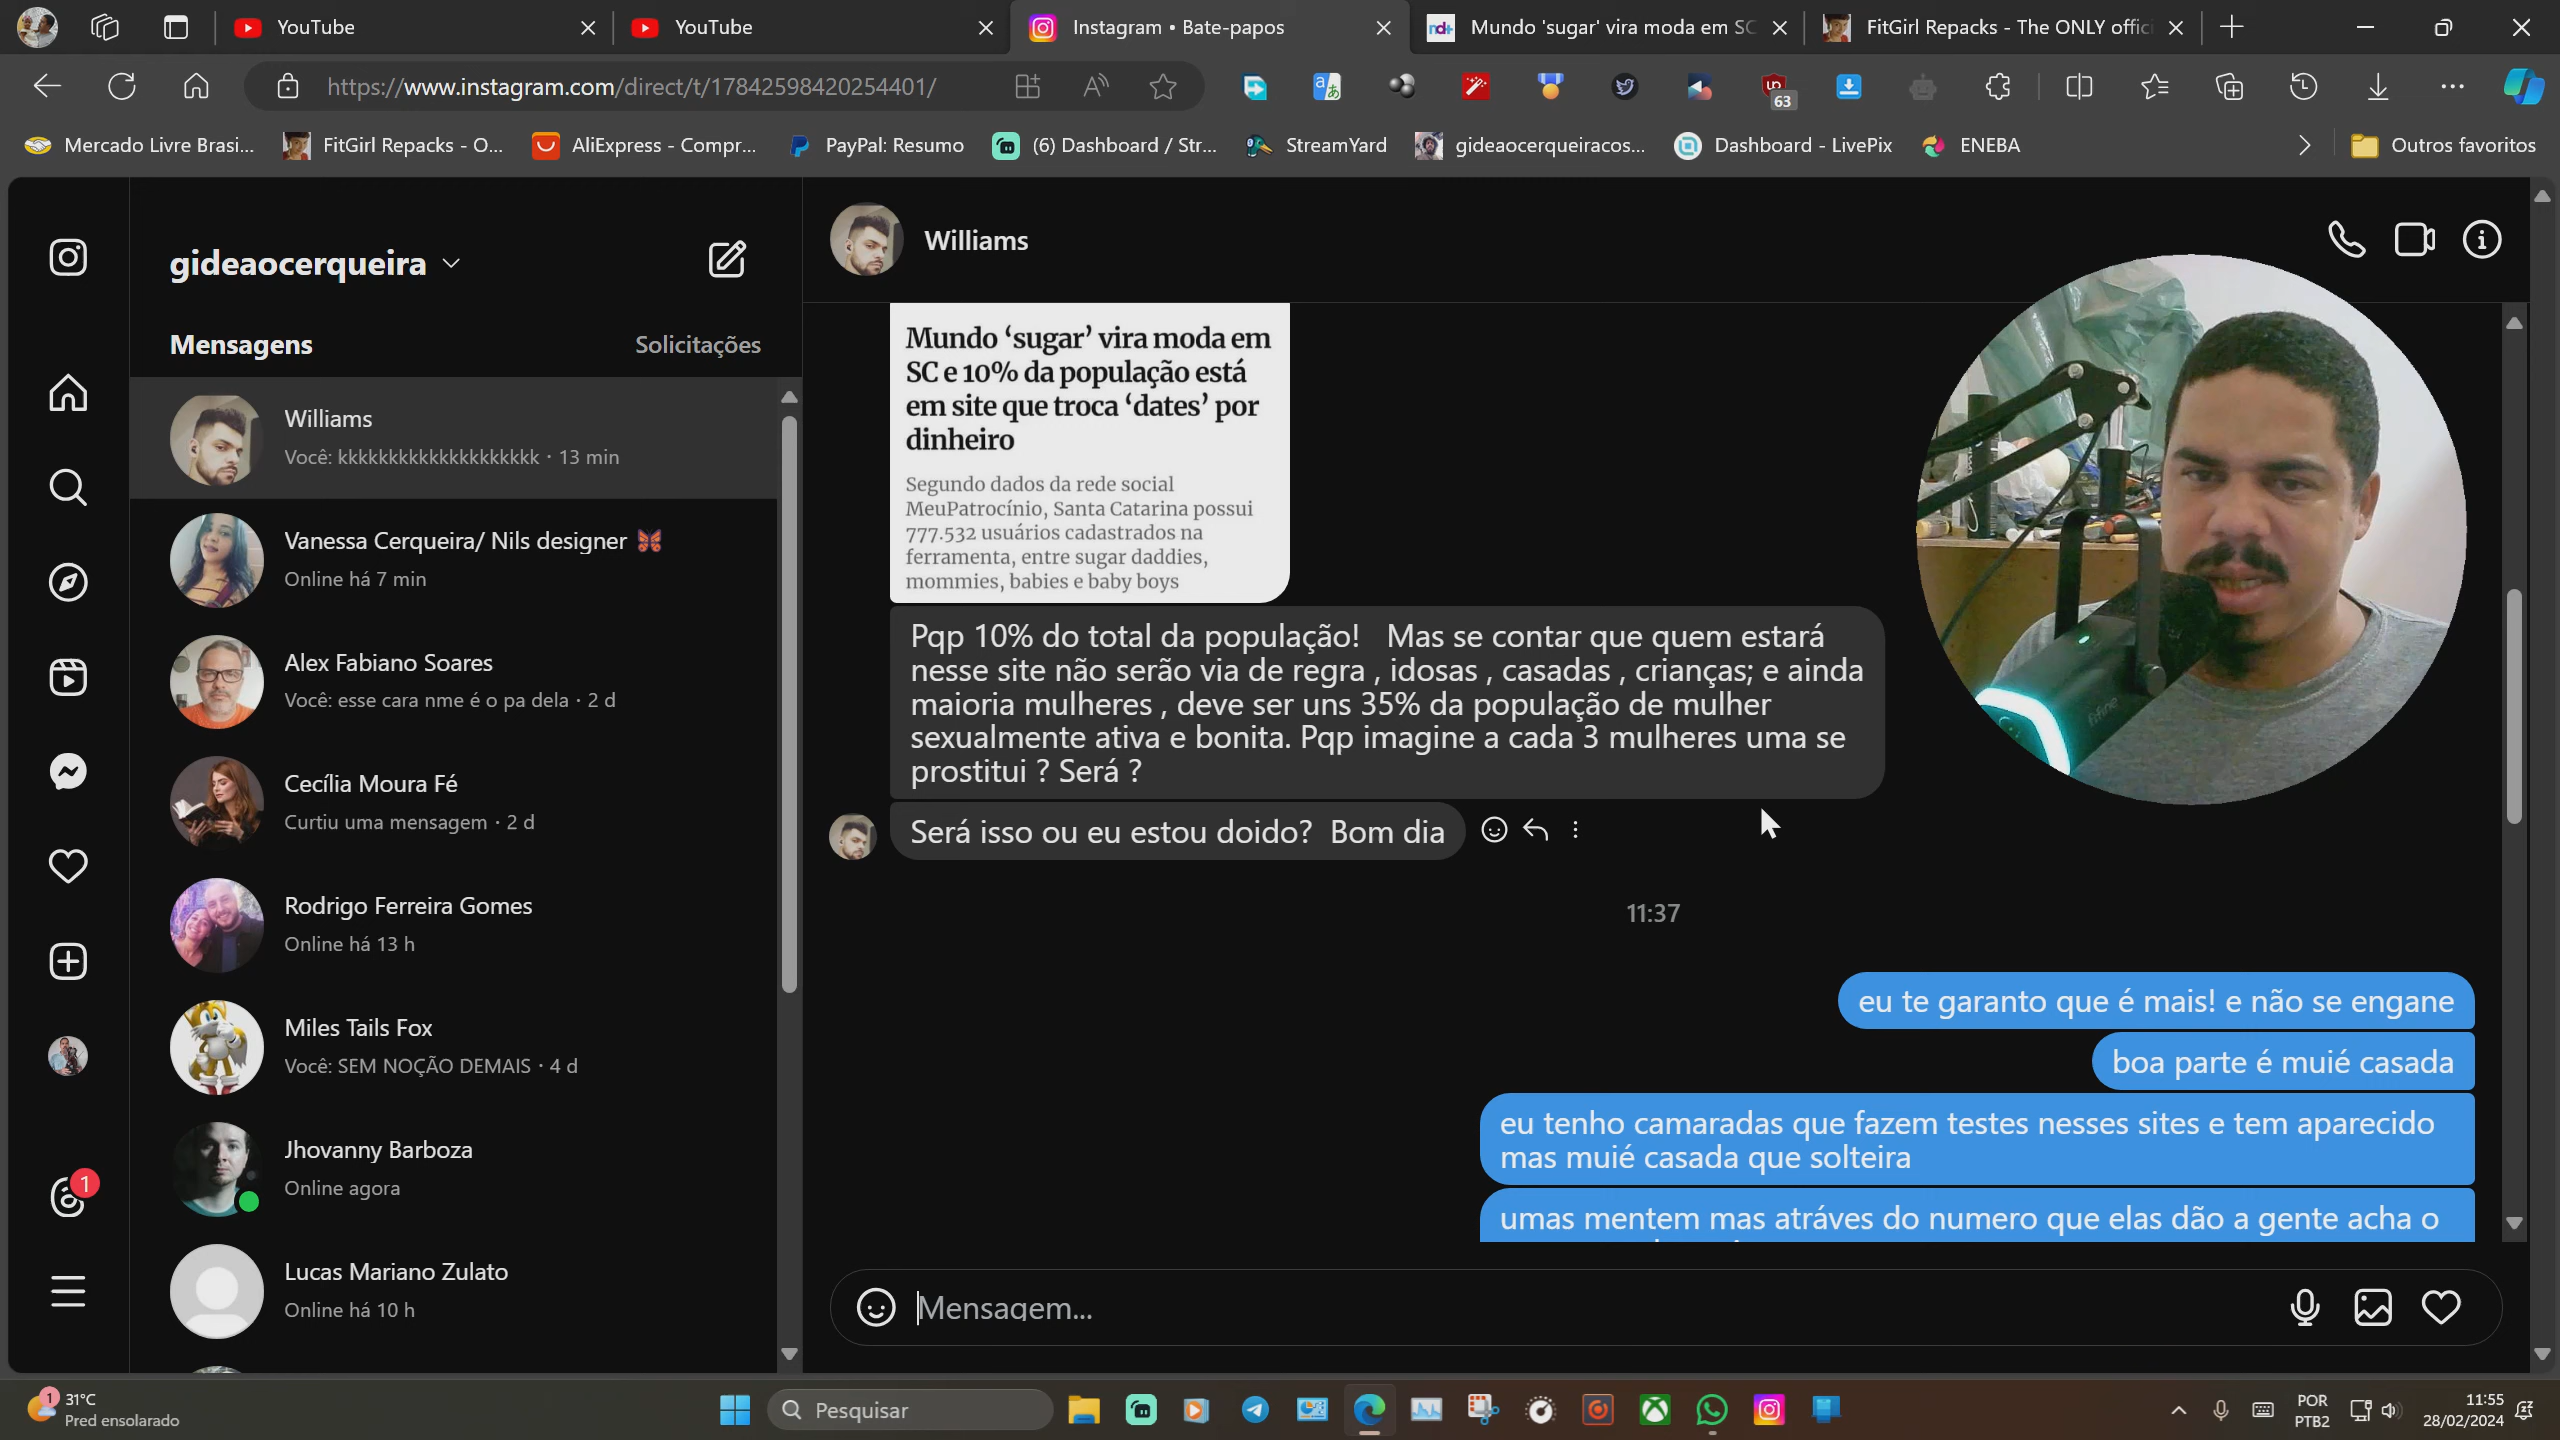 YouTube
YouTube
Instagram • Bate-papos
Mundo 'sugar' vira moda em SC
FitGirl Repacks - The ONLY offic
https://www.instagram.com/direct/t/17842598420254401/
63
Mercado Livre Brasi...
FitGirl Repacks - O...
AliExpress - Compr...
PayPal: Resumo
(6) Dashboard / Str...
StreamYard
gideaocerqueiracos...
Dashboard - LivePix
ENEBA
Outros favoritos
gideaocerqueira
Mensagens
Solicitações
Williams
Você: kkkkkkkkkkkkkkkkkkkk · 13 min
Vanessa Cerqueira/ Nils designer 🦋
Online há 7 min
Alex Fabiano Soares
Você: esse cara nme é o pa dela · 2 d
Cecília Moura Fé
Curtiu uma mensagem · 2 d
Rodrigo Ferreira Gomes
Online há 13 h
Miles Tails Fox
Você: SEM NOÇÃO DEMAIS · 4 d
Jhovanny Barboza
Online agora
Lucas Mariano Zulato
Online há 10 h
1
Williams
Mundo ‘sugar’ vira moda em
SC e 10% da população está
em site que troca ‘dates’ por
dinheiro
Segundo dados da rede social
MeuPatrocínio, Santa Catarina possui
777.532 usuários cadastrados na
ferramenta, entre sugar daddies,
mommies, babies e baby boys
Pqp 10% do total da população!   Mas se contar que quem estará
nesse site não serão via de regra , idosas , casadas , crianças; e ainda
maioria mulheres , deve ser uns 35% da população de mulher
sexualmente ativa e bonita. Pqp imagine a cada 3 mulheres uma se
prostitui ? Será ?
Será isso ou eu estou doido?  Bom dia
11:37
eu te garanto que é mais! e não se engane
boa parte é muié casada
eu tenho camaradas que fazem testes nesses sites e tem aparecido
mas muié casada que solteira
umas mentem mas atráves do numero que elas dão a gente acha o
Mensagem...
fifine
1
31°C
Pred ensolarado
Pesquisar
POR
PTB2
11:55
28/02/2024